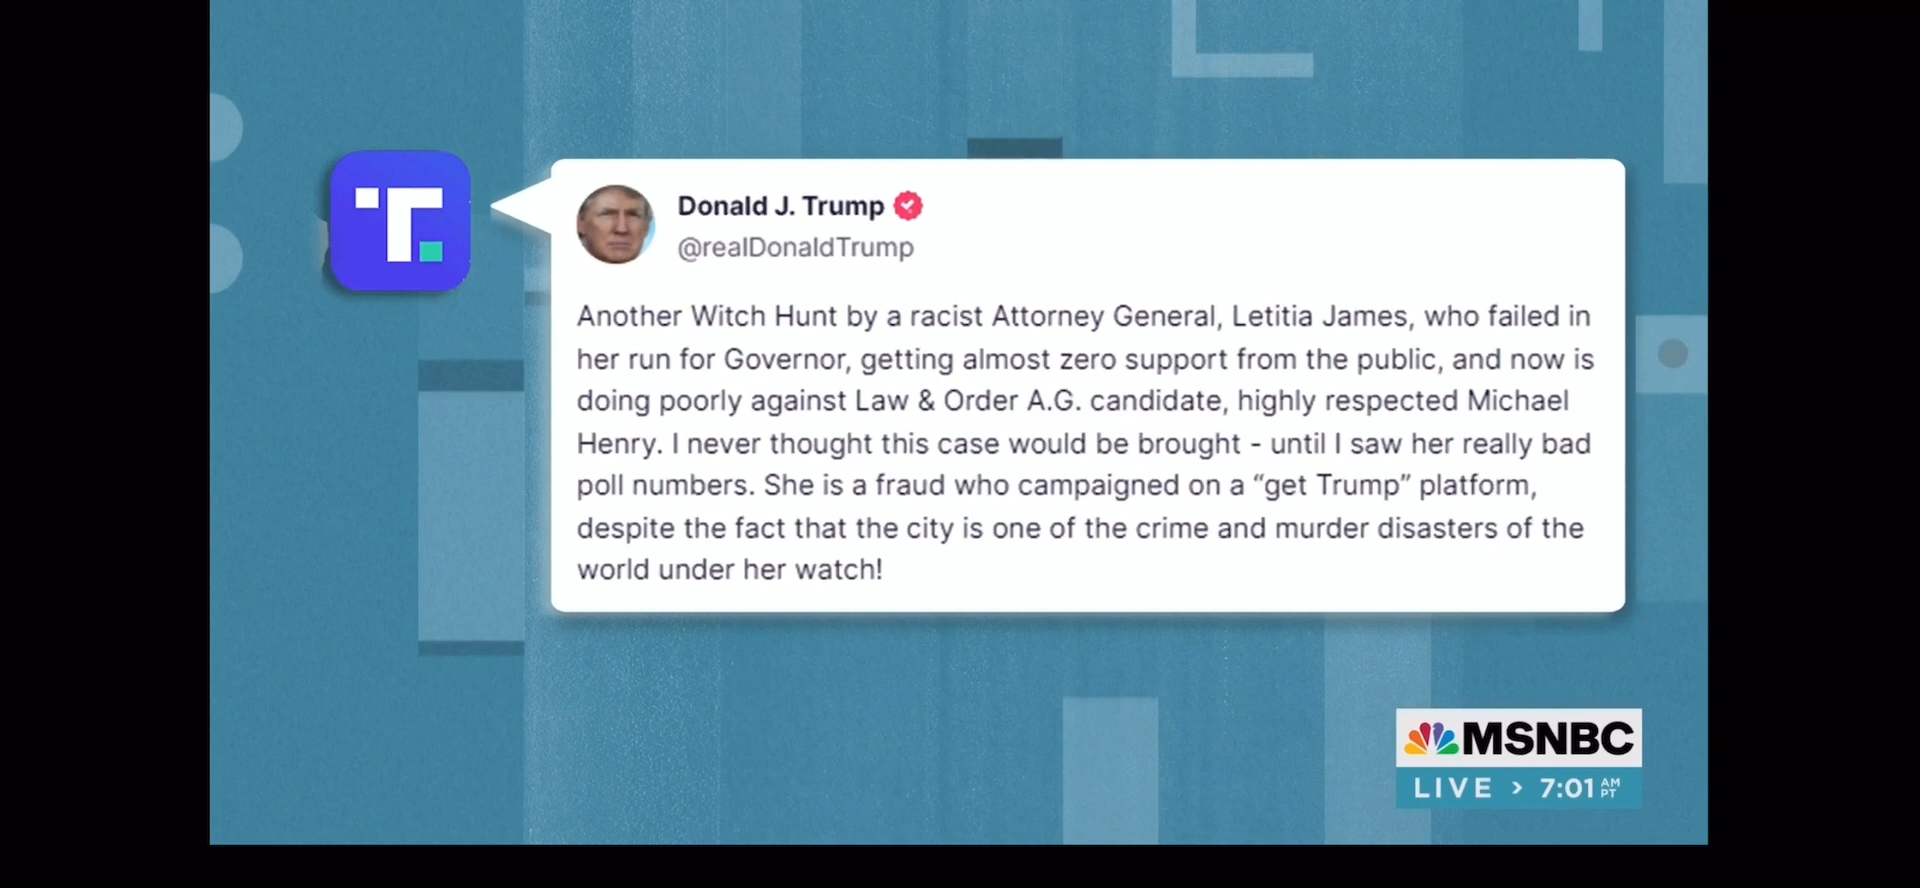 T.
Donald J. Trump
@realDonaldTrump
Another Witch Hunt by a racist Attorney General, Letitia James, who failed in
her run for Governor, getting almost zero support from the public, and now is
doing poorly against Law & Order A.G. candidate, highly respected Michael
Henry. I never thought this case would be brought - until I saw her really bad
poll numbers. She is a fraud who campaigned on a “get Trump” platform,
despite the fact that the city is one of the crime and murder disasters of the
world under her watch!
MSNBC
LIVE > 7:01 AM PT